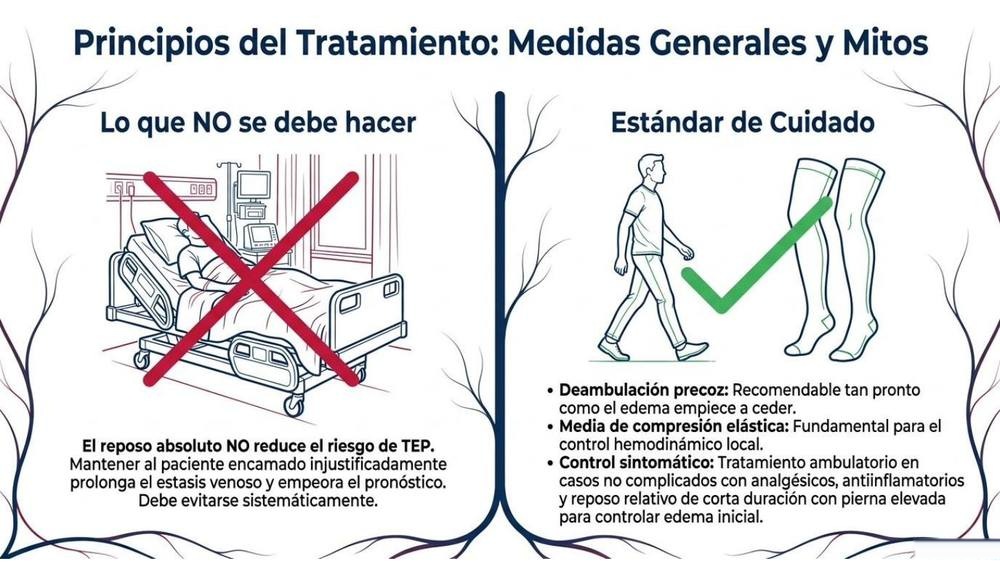 Principios del Tratamiento: Medidas Generales y Mitos
Lo que NO se debe hacer
El reposo absoluto NO reduce el riesgo de TEP.
Mantener al paciente encamado injustificadamente
prolonga el estasis venoso y empeora el pronóstico.
Debe evitarse sistemáticamente.
Estándar de Cuidado
• Deambulación precoz: Recomendable tan pronto
como el edema empiece a ceder.
• Media de compresión elástica: Fundamental para el
control hemodinámico local.
• Control sintomático: Tratamiento ambulatorio en
casos no complicados con analgésicos, antiinflamatorios
y reposo relativo de corta duración con pierna elevada
para controlar edema inicial.